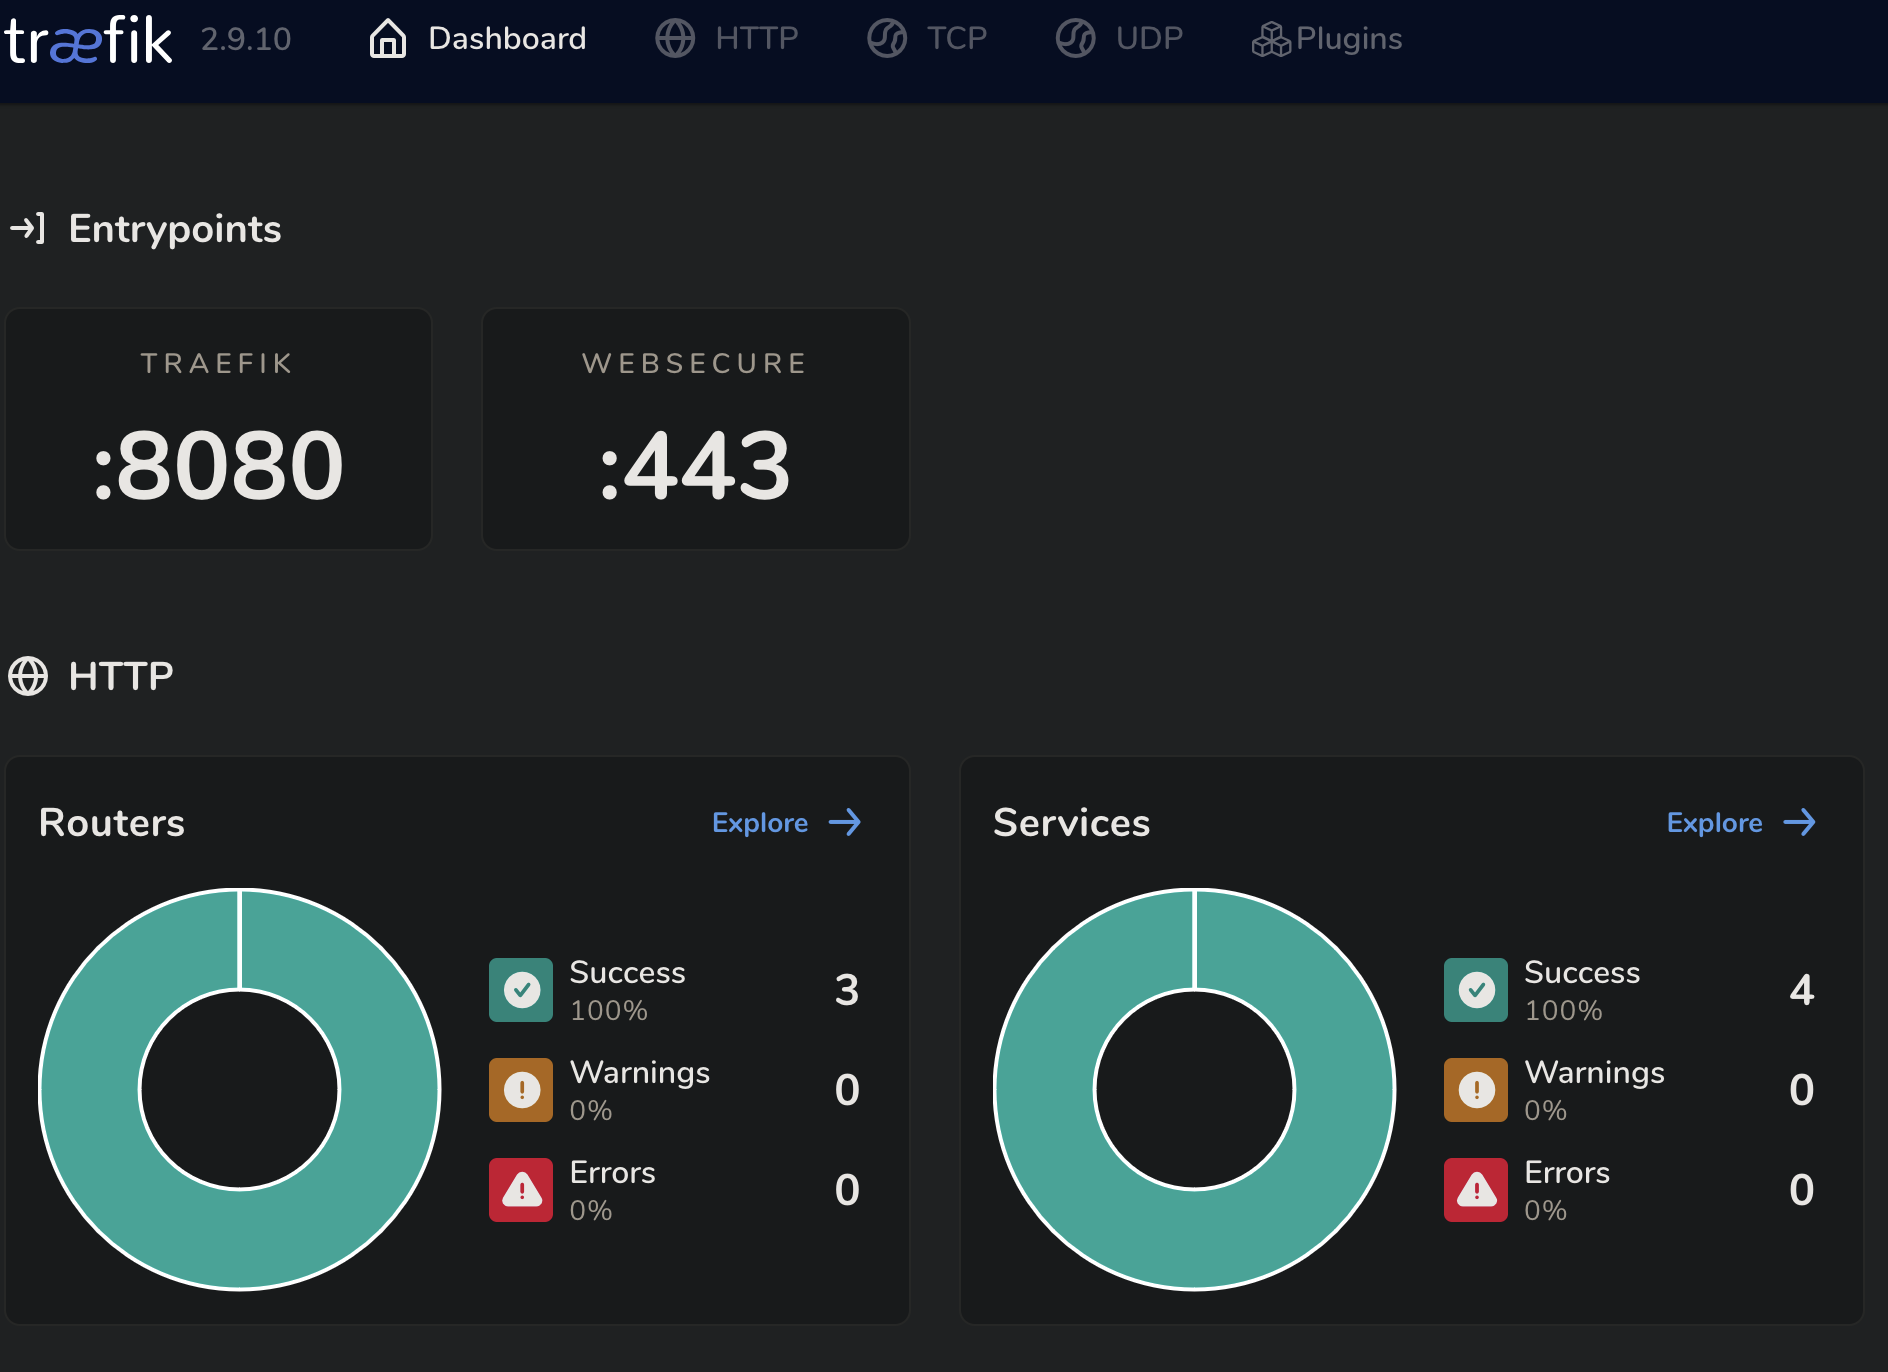 træfik 2.9.10 Dashboard HTTP TCP UDP Plugins
Entrypoints
TRAEFIK
:8080
WEBSECURE
:443
HTTP
Routers Explore
Success 3
100%
Warnings 0
0%
Errors 0
0%
Services Explore
Success 4
100%
Warnings 0
0%
Errors 0
0%